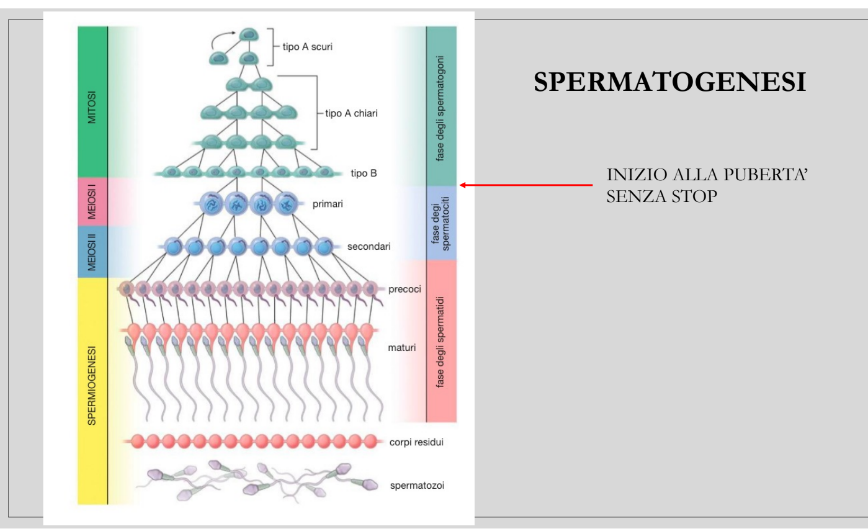 SPERMATOGENESI
INIZIO ALLA PUBERTA'
SENZA STOP
MITOSI
MEIOSI I
MEIOSI II
SPERMIOGENESI
tipo A scuri
tipo A chiari
tipo B
primari
secondari
precoci
maturi
corpi residui
spermatozoi
fase degli spermatogoni
fase degi
spermatociti
fase degli spermatidi